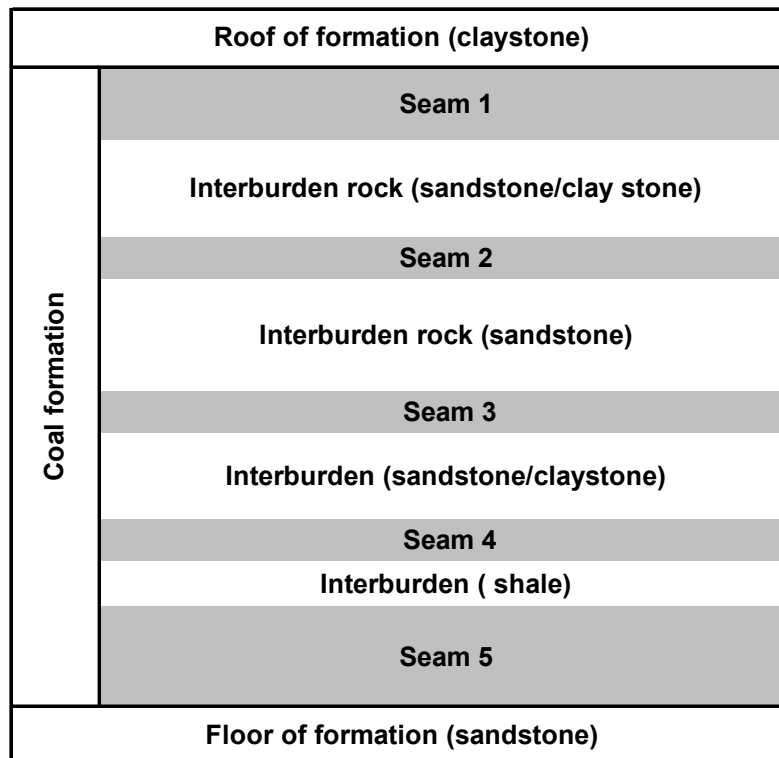 Roof of formation (claystone)
Seam 1
Interburden rock (sandstone/clay stone)
Seam 2
Interburden rock (sandstone)
Seam 3
Interburden (sandstone/claystone)
Seam 4
Interburden ( shale)
Seam 5
Coal formation
Floor of formation (sandstone)